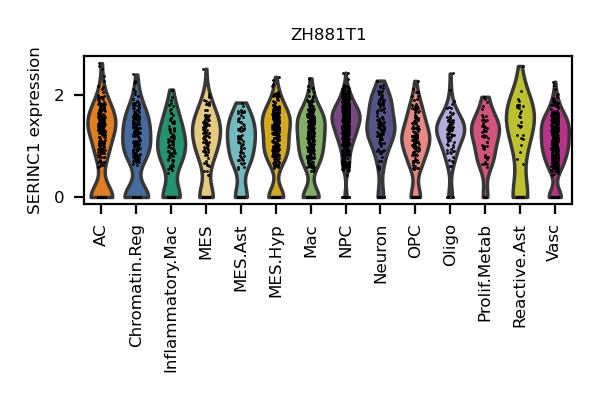 ZH881T1
SERINC1 expression
2
0
AC
Chromatin.Reg
Inflammatory.Mac
MES
MES.Ast
MES.Hyp
Mac
NPC
Neuron
OPC
Oligo
Prolif.Metab
Reactive.Ast
Vasc